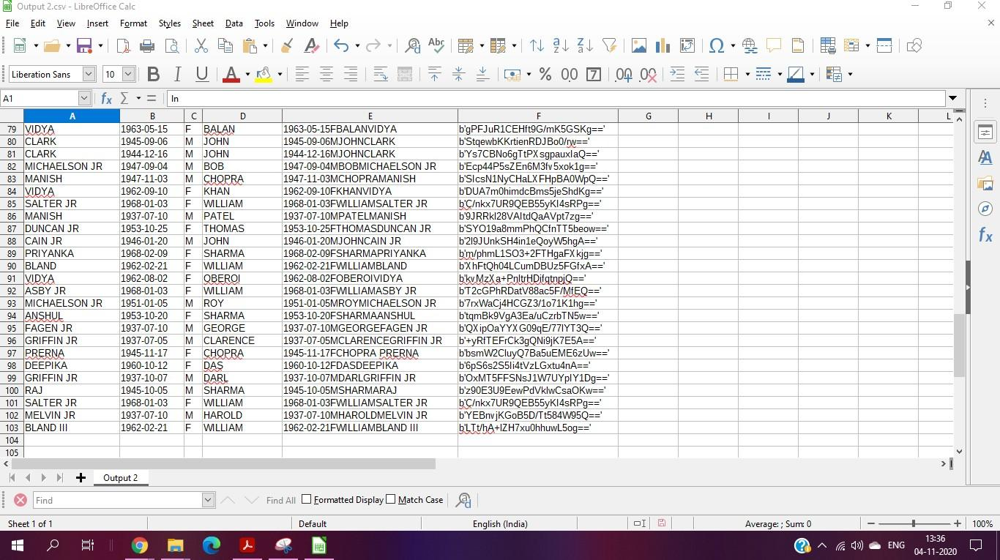 Output 2.csv - LibreOffice Calc
File Edit View Insert Format Styles Sheet Data Tools Window Help
Liberation Sans 10
A1 ln
A B C D E F G H I J K L
79 VIDYA 1963-05-15 F BALAN 1963-05-15FBALANVIDYA b'gPFJuR1CEHft9G/mK5GSKg=='
80 CLARK 1945-09-06 M JOHN 1945-09-06MJOHNCLARK b'StqewbKKrtienRDJBo0/rw=='
81 CLARK 1944-12-16 M JOHN 1944-12-16MJOHNCLARK b'Ys7CBNo6gTtPXsgpauxIaQ=='
82 MICHAELSON JR 1947-09-04 M BOB 1947-09-04MBOBMICHAELSON JR b'Ecp44P5sZEn6M3fv5xok1g=='
83 MANISH 1947-11-03 M CHOPRA 1947-11-03MCHOPRAMANISH b'SIcsN1NyCHaLXFHpBA0WpQ=='
84 VIDYA 1962-09-10 F KHAN 1962-09-10FKHANVIDYA b'DUA7m0himdcBms5jeShdKg=='
85 SALTER JR 1968-01-03 F WILLIAM 1968-01-03FWILLIAMSALTER JR b'C/nkx7UR9QEB55yKI4sRPg=='
86 MANISH 1937-07-10 M PATEL 1937-07-10MPATELMANISH b'9JRRkl28VAItdQaAVpt7zg=='
87 DUNCAN JR 1953-10-25 F THOMAS 1953-10-25FTHOMASDUNCAN JR b'SYO19a8mmPhQCfnTT5beow=='
88 CAIN JR 1946-01-20 M JOHN 1946-01-20MJOHNCAIN JR b'2l9JUnkSH4in1eQoyW5hgA=='
89 PRIYANKA 1968-02-09 F SHARMA 1968-02-09FSHARMAPRIYANKA b'm/phmL1SO3+2FTHgaFXkjg=='
90 BLAND 1962-02-21 F WILLIAM 1962-02-21FWILLIAMBLAND b'XhFtQh04LCumDBUz5FGfxA=='
91 VIDYA 1962-08-02 F OBEROI 1962-08-02FOBEROIVIDYA b'kvMzXa+PnltrHDifqtnpjQ=='
92 ASBY JR 1968-01-03 F WILLIAM 1968-01-03FWILLIAMASBY JR b'T2cGPhRDatV88ac5F/MfEQ=='
93 MICHAELSON JR 1951-01-05 M ROY 1951-01-05MROYMICHAELSON JR b'7rxWaCj4HCGZ3/1o71K1hg=='
94 ANSHUL 1953-10-20 F SHARMA 1953-10-20FSHARMAANSHUL b'tqmBk9VgA3Ea/uCzrbTN5w=='
95 FAGEN JR 1937-07-10 M GEORGE 1937-07-10MGEORGEFAGEN JR b'QXipOaYYXG09qE/77lYT3Q=='
96 GRIFFIN JR 1937-07-05 M CLARENCE 1937-07-05MCLARENCEGRIFFIN JR b'+yRfTEFrCk3gQNi9jK7E5A=='
97 PRERNA 1945-11-17 F CHOPRA 1945-11-17FCHOPRA PRERNA b'bsmW2CIuyQ7Ba5uEME6zUw=='
98 DEEPIKA 1960-10-12 F DAS 1960-10-12FDASDEEPIKA b'6pS6s2S5Ii4tVzLGxtu4nA=='
99 GRIFFIN JR 1937-10-07 M DARL 1937-10-07MDARLGRIFFIN JR b'OxMT5FFSNsJ1W7UYpIY1Dg=='
100 RAJ 1945-10-05 M SHARMA 1945-10-05MSHARMARAJ b'z90E3U9EewPdVklwCsaOKw=='
101 SALTER JR 1968-01-03 F WILLIAM 1968-01-03FWILLIAMSALTER JR b'C/nkx7UR9QEB55yKI4sRPg=='
102 MELVIN JR 1937-07-10 M HAROLD 1937-07-10MHAROLDMELVIN JR b'YEBnvjKGoB5D/Tt584W95Q=='
103 BLAND III 1962-02-21 F WILLIAM 1962-02-21FWILLIAMBLAND III b'LTt/hA+lZH7xu0hhuwL5og=='
104
105
Output 2
Find Find All Formatted Display Match Case
Sheet 1 of 1 Default English (India) Average: ; Sum: 0 100%
ENG 13:36
04-11-2020